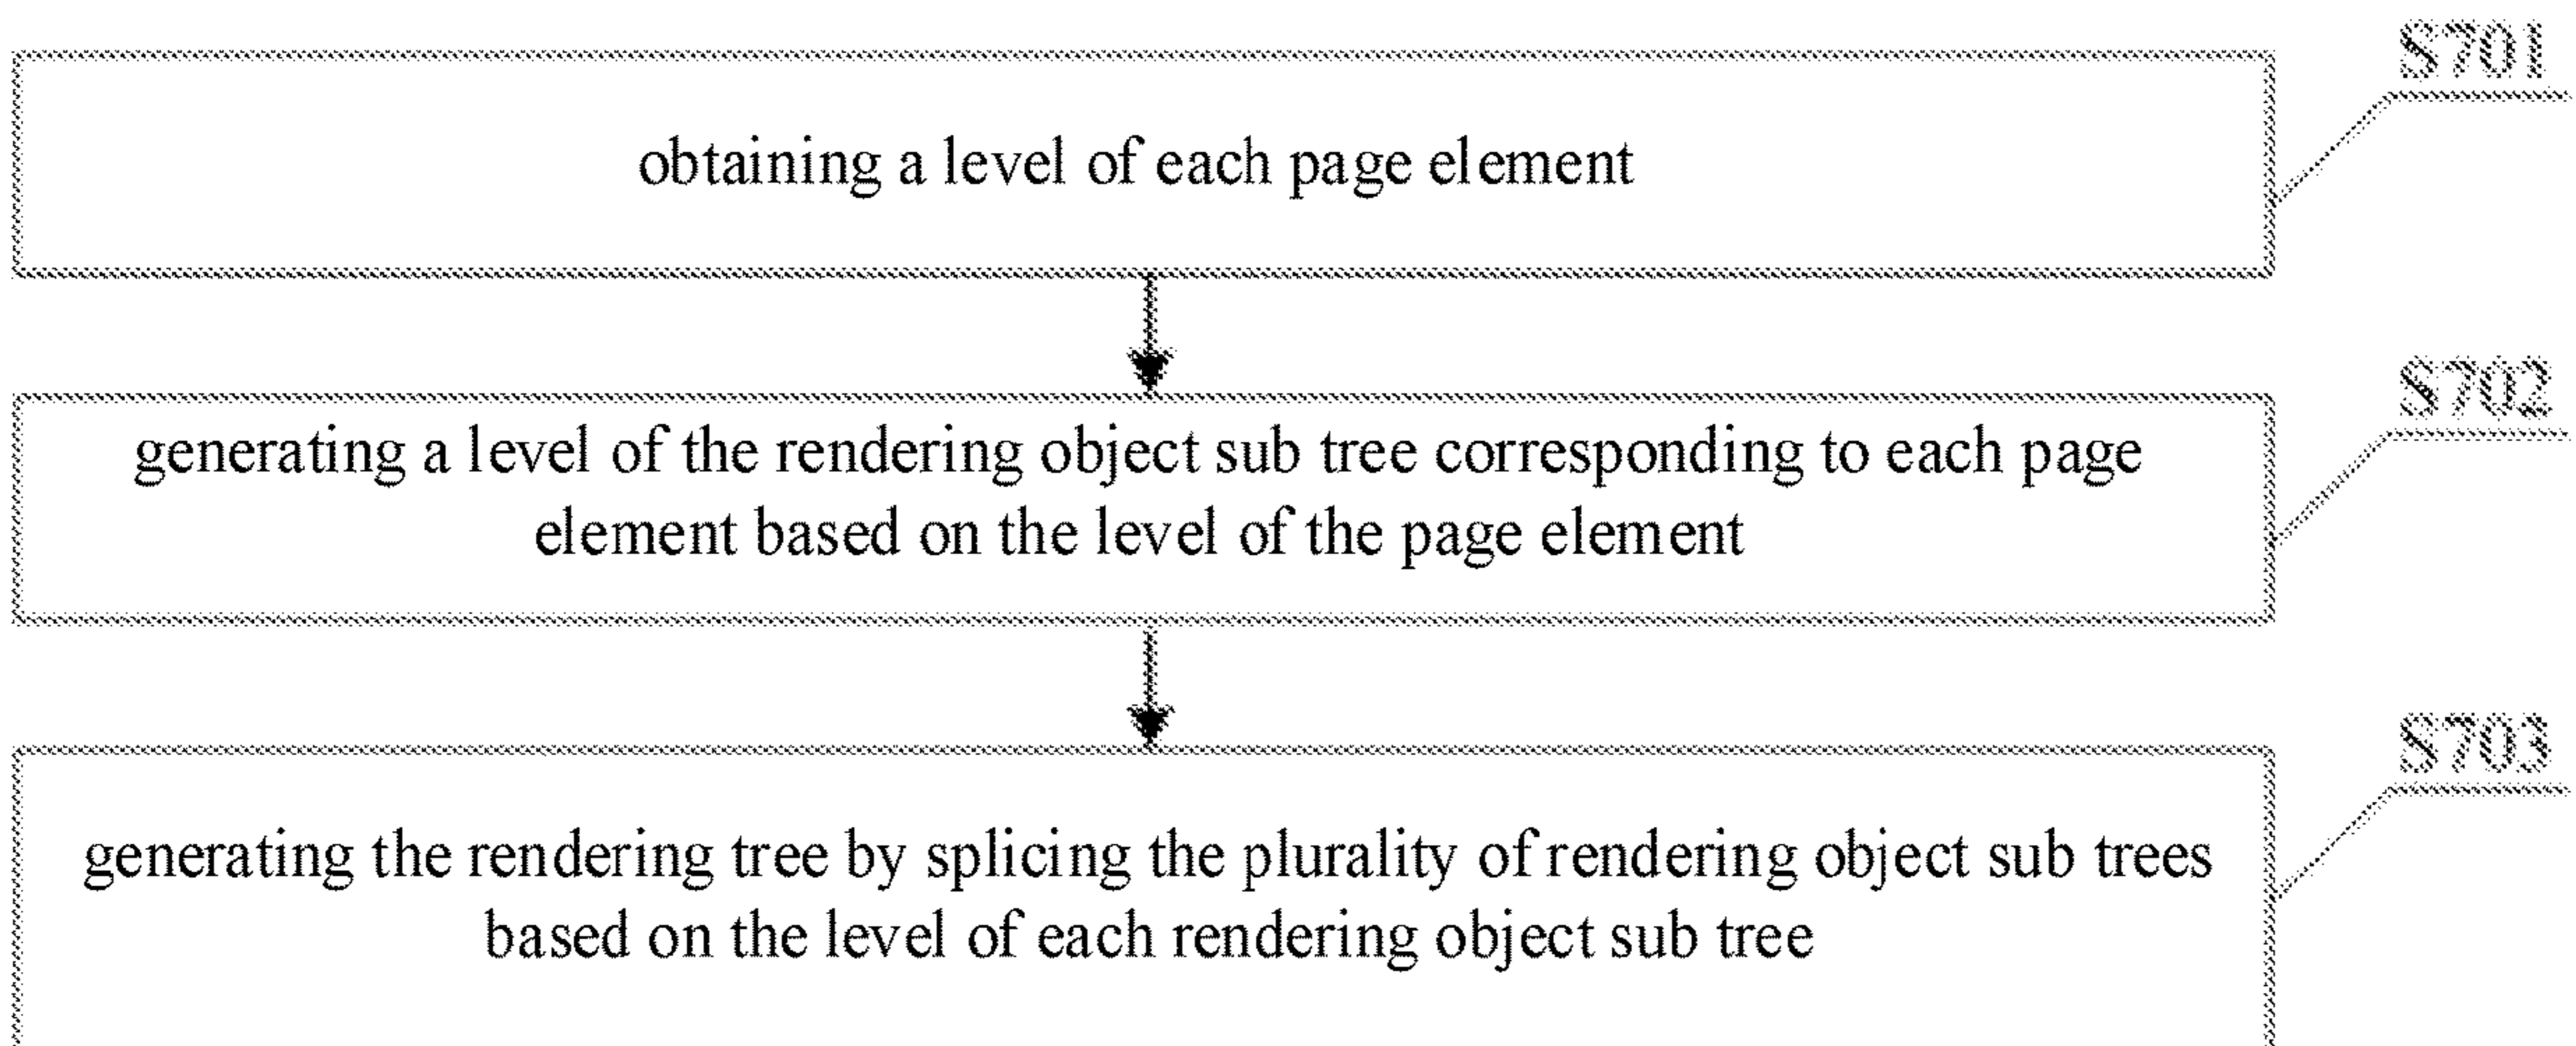 S701
obtaining a level of each page element
S702
generating a level of the rendering object sub tree corresponding to each page
element based on the level of the page element
S703
generating the rendering tree by splicing the plurality of rendering object sub trees
based on the level of each rendering object sub tree